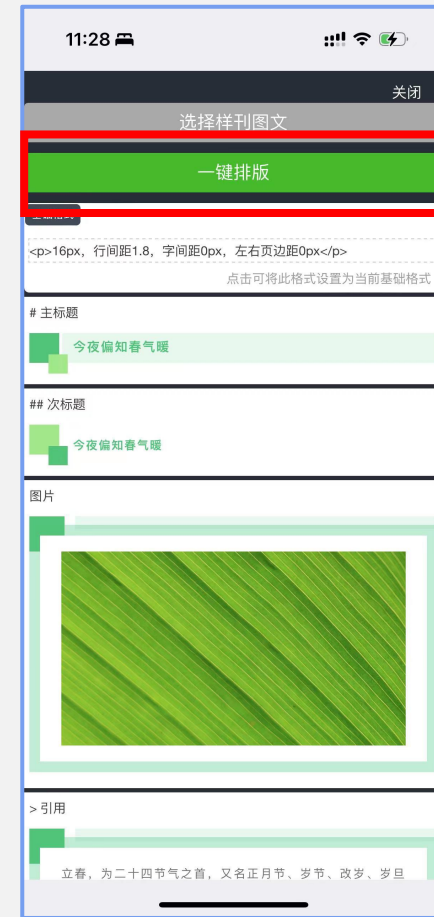 11:28
关闭
选择样刊图文
一键排版
<p>16px，行间距1.8，字间距0px，左右页边距0px</p>
点击可将此格式设置为当前基础格式
# 主标题
今夜偏知春气暖
## 次标题
今夜偏知春气暖
图片
> 引用
立春，为二十四节气之首，又名正月节、岁节、改岁、岁旦